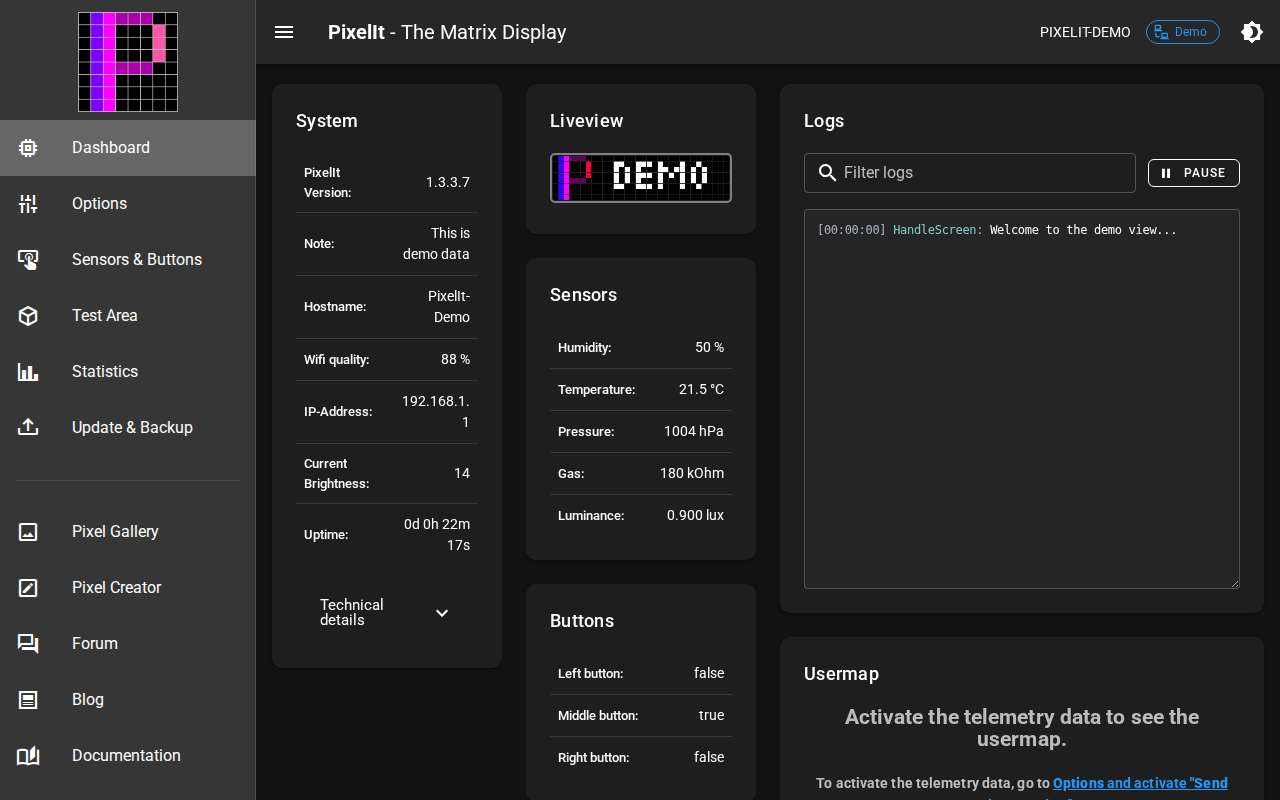 Dashboard
Options
Sensors & Buttons
Test Area
Statistics
Update & Backup
Pixel Gallery
Pixel Creator
Forum
Blog
Documentation
PixelIt - The Matrix Display
PIXELIT-DEMO
Demo
System
PixelIt
Version:
1.3.3.7
Note:
This is
demo data
Hostname:
PixelIt-
Demo
Wifi quality:
88 %
IP-Address:
192.168.1.
1
Current
Brightness:
14
Uptime:
0d 0h 22m
17s
Technical
details
Liveview
DEMO
Sensors
Humidity:
50 %
Temperature:
21.5 °C
Pressure:
1004 hPa
Gas:
180 kOhm
Luminance:
0.900 lux
Buttons
Left button:
false
Middle button:
true
Right button:
false
Logs
Filter logs
PAUSE
[00:00:00] HandleScreen: Welcome to the demo view...
Usermap
Activate the telemetry data to see the
usermap.
To activate the telemetry data, go to Options and activate "Send